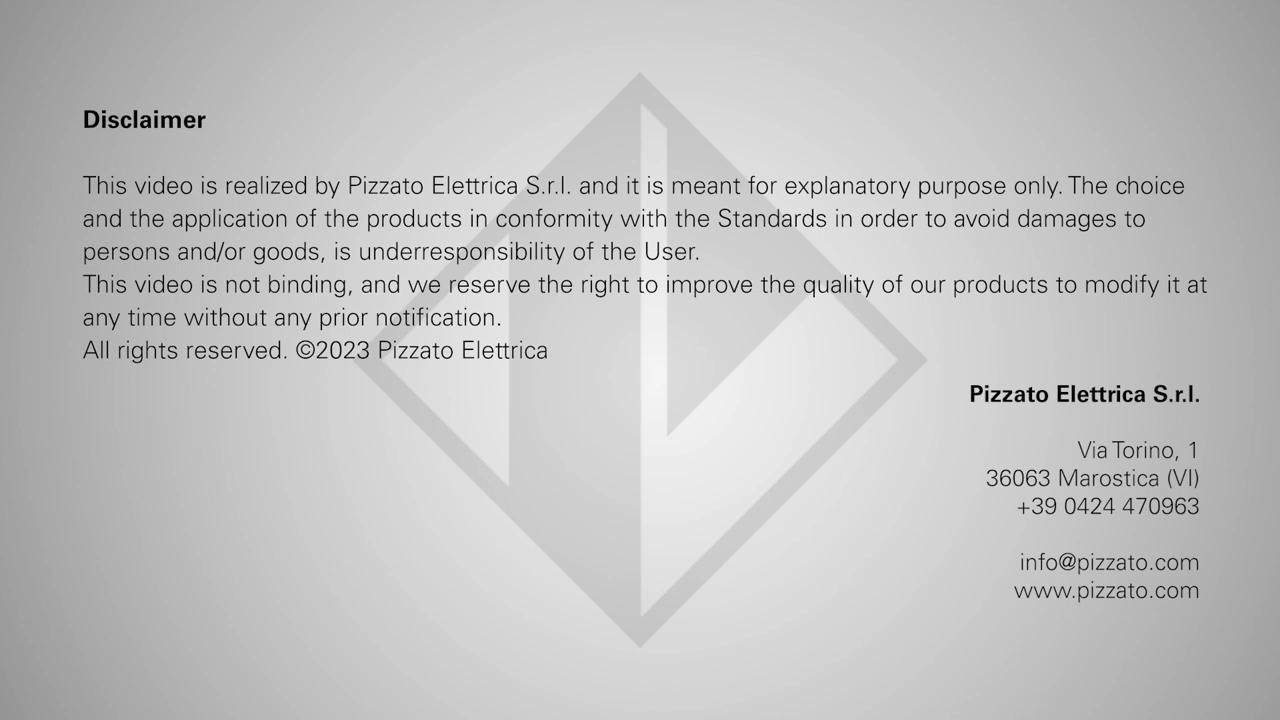 Disclaimer
This video is realized by Pizzato Elettrica S.r.l. and it is meant for explanatory purpose only. The choice
and the application of the products in conformity with the Standards in order to avoid damages to
persons and/or goods, is underresponsibility of the User.
This video is not binding, and we reserve the right to improve the quality of our products to modify it at
any time without any prior notification.
All rights reserved. ©2023 Pizzato Elettrica
Pizzato Elettrica S.r.l.
Via Torino, 1
36063 Marostica (VI)
+39 0424 470963
info@pizzato.com
www.pizzato.com